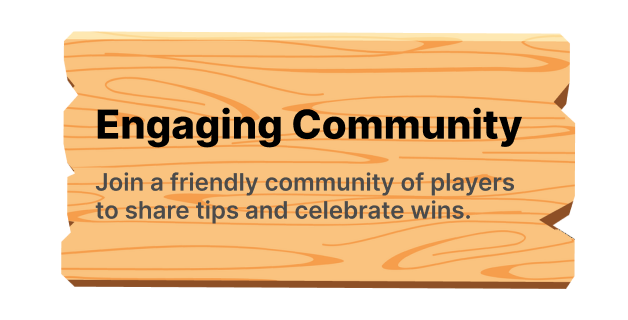 Engaging Community
Join a friendly community of players
to share tips and celebrate wins.